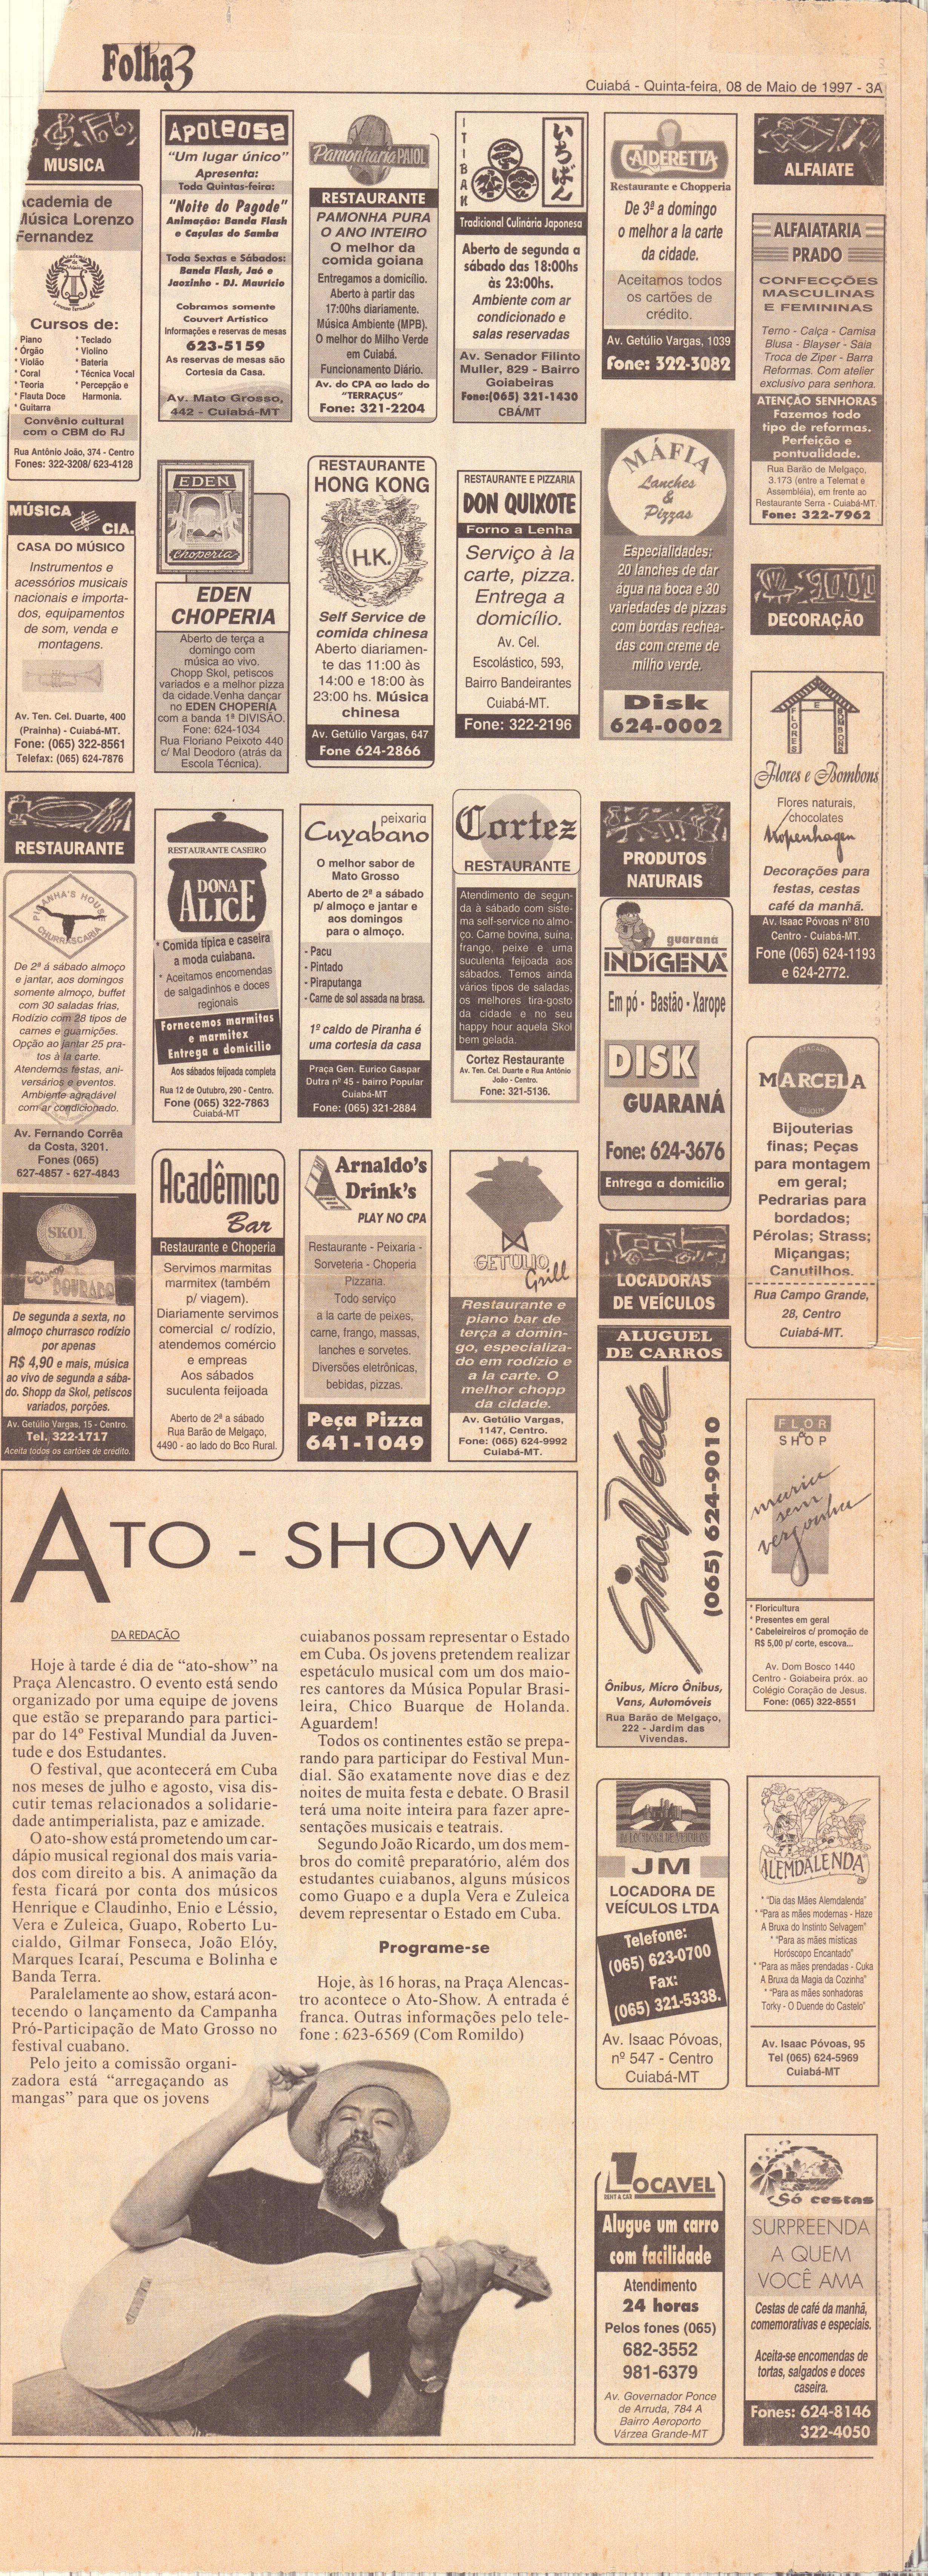 Folha3
Cuiabá - Quinta-feira, 08 de Maio de 1997 - 3A
MUSICA
Academia de
Música Lorenzo
Fernandez
Cursos de:
Piano
* Órgão
* Violão
* Coral
* Teoria
* Flauta Doce
* Guitarra
* Teclado
* Violino
* Bateria
* Técnica Vocal
* Percepção e
Harmonia.
Convênio cultural
com o CBM do RJ
Rua Antônio João, 374 - Centro
Fones: 322-3208/ 623-4128
MÚSICA
& CIA.
CASA DO MÚSICO
Instrumentos e
acessórios musicais
nacionais e importa-
dos, equipamentos
de som, venda e
montagens.
Av. Ten. Cel. Duarte, 400
(Prainha) - Cuiabá-MT.
Fone: (065) 322-8561
Telefax: (065) 624-7876
RESTAURANTE
PIRANHA'S HOUSE
CHURRASCARIA
De 2ª á sábado almoço
e jantar, aos domingos
somente almoço, buffet
com 30 saladas frias,
Rodízio com 28 tipos de
carnes e guarnições.
Opção ao jantar 25 pra-
tos à la carte.
Atendemos festas, ani-
versários e eventos.
Ambiente agradável
com ar condicionado.
Av. Fernando Corrêa
da Costa, 3201.
Fones (065)
627-4857 - 627-4843
SKOL
DOURADO
De segunda a sexta, no
almoço churrasco rodízio
por apenas
R$ 4,90 e mais, música
ao vivo de segunda a sába-
do. Shopp da Skol, petiscos
variados, porções.
Av. Getúlio Vargas, 15 - Centro.
Tel. 322-1717
Aceita todos os cartões de crédito.
Apoteose
"Um lugar único"
Apresenta:
Toda Quintas-feira:
"Noite do Pagode"
Animação: Banda Flash
e Caçulas do Samba
Toda Sextas e Sábados:
Banda Flash, Jaó e
Jaozinho - DJ. Mauricio
Cobramos somente
Couvert Artístico
Informações e reservas de mesas
623-5159
As reservas de mesas são
Cortesia da Casa.
Av. Mato Grosso,
442 - Cuiabá-MT
EDEN
Choperia
EDEN
CHOPERIA
Aberto de terça a
domingo com
música ao vivo.
Chopp Skol, petiscos
variados e a melhor pizza
da cidade.Venha dançar
no EDEN CHOPERIA
com a banda 1ª DIVISÃO.
Fone: 624-1034
Rua Floriano Peixoto 440
c/ Mal Deodoro (atrás da
Escola Técnica).
RESTAURANTE CASEIRO
DONA
ALICE
* Comida típica e caseira
a moda cuiabana.
* Aceitamos encomendas
de salgadinhos e doces
regionais
Fornecemos marmitas
e marmitex
Entrega a domicilio
Aos sábados feijoada completa
Rua 12 de Outubro, 290 - Centro.
Fone (065) 322-7863
Cuiabá-MT
Acadêmico
Bar
Restaurante e Choperia
Servimos marmitas
marmitex (também
p/ viagem).
Diariamente servimos
comercial c/ rodízio,
atendemos comércio
e empreas
Aos sábados
suculenta feijoada
Aberto de 2ª a sábado
Rua Barão de Melgaço,
4490 - ao lado do Bco Rural.
Pamonharia PAIOL
RESTAURANTE
PAMONHA PURA
O ANO INTEIRO
O melhor da
comida goiana
Entregamos a domicílio.
Aberto à partir das
17:00hs diariamente.
Música Ambiente (MPB).
O melhor do Milho Verde
em Cuiabá.
Funcionamento Diário.
Av. do CPA ao lado do
"TERRAÇUS"
Fone: 321-2204
RESTAURANTE
HONG KONG
H.K.
Self Service de
comida chinesa
Aberto diariamen-
te das 11:00 às
14:00 e 18:00 às
23:00 hs. Música
chinesa
Av. Getúlio Vargas, 647
Fone 624-2866
peixaria
Cuyabano
O melhor sabor de
Mato Grosso
Aberto de 2ª a sábado
p/ almoço e jantar e
aos domingos
para o almoço.
- Pacu
- Pintado
- Piraputanga
- Carne de sol assada na brasa.
1º caldo de Piranha é
uma cortesia da casa
Praça Gen. Eurico Gaspar
Dutra nº 45 - bairro Popular
Cuiabá-MT
Fone: (065) 321-2884
Arnaldo's
Drink's
PLAY NO CPA
Restaurante - Peixaria -
Sorveteria - Choperia
Pizzaria.
Todo serviço
a la carte de peixes,
carne, frango, massas,
lanches e sorvetes.
Diversões eletrônicas,
bebidas, pizzas.
Peça Pizza
641-1049
ITIBAN
いちばん
Tradicional Culinária Japonesa
Aberto de segunda a
sábado das 18:00hs
às 23:00hs.
Ambiente com ar
condicionado e
salas reservadas
Av. Senador Filinto
Muller, 829 - Bairro
Goiabeiras
Fone:(065) 321-1430
CBÁ/MT
RESTAURANTE E PIZZARIA
DON QUIXOTE
Forno a Lenha
Serviço à la
carte, pizza.
Entrega a
domicílio.
Av. Cel.
Escolástico, 593,
Bairro Bandeirantes
Cuiabá-MT.
Fone: 322-2196
Cortez
RESTAURANTE
Atendimento de segun-
da à sábado com siste-
ma self-service no almo-
ço. Carne bovina, suína,
frango, peixe e uma
suculenta feijoada aos
sábados. Temos ainda
vários tipos de saladas,
os melhores tira-gosto
da cidade e no seu
happy hour aquela Skol
bem gelada.
Cortez Restaurante
Av. Ten. Cel. Duarte e Rua Antônio
João - Centro.
Fone: 321-5136.
GETULIO
Grill
Restaurante e
piano bar de
terça a domin-
go, especializa-
do em rodízio e
a la carte. O
melhor chopp
da cidade.
Av. Getúlio Vargas,
1147, Centro.
Fone: (065) 624-9992
Cuiabá-MT.
CALDERETTA
Restaurante e Chopperia
De 3ª a domingo
o melhor a la carte
da cidade.
Aceitamos todos
os cartões de
crédito.
Av. Getúlio Vargas, 1039
Fone: 322-3082
MÁFIA
Lanches
&
Pizzas
Especialidades:
20 lanches de dar
água na boca e 30
variedades de pizzas
com bordas rechea-
das com creme de
milho verde.
Disk
624-0002
PRODUTOS
NATURAIS
guaraná
INDÍGENA
Em pó - Bastão - Xarope
DISK
GUARANÁ
Fone: 624-3676
Entrega a domicílio
LOCADORAS
DE VEÍCULOS
ALUGUEL
DE CARROS
Sinal Verde
(065) 624-9010
Ônibus, Micro Ônibus,
Vans, Automóveis
Rua Barão de Melgaço,
222 - Jardim das
Vivendas.
JM LOCADORA DE VEICULOS
JM
LOCADORA DE
VEÍCULOS LTDA
Telefone:
(065) 623-0700
Fax:
(065) 321-5338.
Av. Isaac Póvoas,
nº 547 - Centro
Cuiabá-MT
LOCAVEL
RENT A CAR
Alugue um carro
com facilidade
Atendimento
24 horas
Pelos fones (065)
682-3552
981-6379
Av. Governador Ponce
de Arruda, 784 A
Bairro Aeroporto
Várzea Grande-MT
ALFAIATE
ALFAIATARIA
PRADO
CONFECÇÕES
MASCULINAS
E FEMININAS
Terno - Calça - Camisa
Blusa - Blayser - Saia
Troca de Ziper - Barra
Reformas. Com atelier
exclusivo para senhora.
ATENÇÃO SENHORAS
Fazemos todo
tipo de reformas.
Perfeição e
pontualidade.
Rua Barão de Melgaço,
3.173 (entre a Telemat e
Assembléia), em frente ao
Restaurante Serra - Cuiabá-MT.
Fone: 322-7962
DECORAÇÃO
FLORES E BOMBONS
Flores e Bombons
Flores naturais,
chocolates
Kopenhagen
Decorações para
festas, cestas
café da manhã.
Av. Isaac Póvoas nº 810
Centro - Cuiabá-MT.
Fone (065) 624-1193
e 624-2772.
ATACADO
MARCELA
BIJOUX
Bijouterias
finas; Peças
para montagem
em geral;
Pedrarias para
bordados;
Pérolas; Strass;
Miçangas;
Canutilhos.
Rua Campo Grande,
28, Centro
Cuiabá-MT.
FLOR
&
SHOP
maria
sem
vergonha
* Floricultura
* Presentes em geral
* Cabeleireiros c/ promoção de
R$ 5,00 p/ corte, escova...
Av. Dom Bosco 1440
Centro - Goiabeira próx. ao
Colégio Coração de Jesus.
Fone: (065) 322-8551
ALEMDALENDA
* "Dia das Mães Alemdalenda"
* "Para as mães modernas - Haze
A Bruxa do Instinto Selvagem"
* "Para as mães místicas
Horóscopo Encantado"
* "Para as mães prendadas - Cuka
A Bruxa da Magia da Cozinha"
* "Para as mães sonhadoras
Torky - O Duende do Castelo"
Av. Isaac Póvoas, 95
Tel (065) 624-5969
Cuiabá-MT
Só cestas
SURPREENDA
A QUEM
VOCÊ AMA
Cestas de café da manhã,
comemorativas e especiais.
Aceita-se encomendas de
tortas, salgados e doces
caseira.
Fones: 624-8146
322-4050
ATO - SHOW
DA REDAÇÃO
Hoje à tarde é dia de "ato-show" na
Praça Alencastro. O evento está sendo
organizado por uma equipe de jovens
que estão se preparando para partici-
par do 14º Festival Mundial da Juven-
tude e dos Estudantes.
O festival, que acontecerá em Cuba
nos meses de julho e agosto, visa dis-
cutir temas relacionados a solidarie-
dade antimperialista, paz e amizade.
O ato-show está prometendo um car-
dápio musical regional dos mais varia-
dos com direito a bis. A animação da
festa ficará por conta dos músicos
Henrique e Claudinho, Enio e Léssio,
Vera e Zuleica, Guapo, Roberto Lu-
cialdo, Gilmar Fonseca, João Elóy,
Marques Icaraí, Pescuma e Bolinha e
Banda Terra.
Paralelamente ao show, estará acon-
tecendo o lançamento da Campanha
Pró-Participação de Mato Grosso no
festival cuabano.
Pelo jeito a comissão organi-
zadora está "arregaçando as
mangas" para que os jovens
cuiabanos possam representar o Estado
em Cuba. Os jovens pretendem realizar
espetáculo musical com um dos maio-
res cantores da Música Popular Brasi-
leira, Chico Buarque de Holanda.
Aguardem!
Todos os continentes estão se prepa-
rando para participar do Festival Mun-
dial. São exatamente nove dias e dez
noites de muita festa e debate. O Brasil
terá uma noite inteira para fazer apre-
sentações musicais e teatrais.
Segundo João Ricardo, um dos mem-
bros do comitê preparatório, além dos
estudantes cuiabanos, alguns músicos
como Guapo e a dupla Vera e Zuleica
devem representar o Estado em Cuba.
Programe-se
Hoje, às 16 horas, na Praça Alencas-
tro acontece o Ato-Show. A entrada é
franca. Outras informações pelo tele-
fone : 623-6569 (Com Romildo)